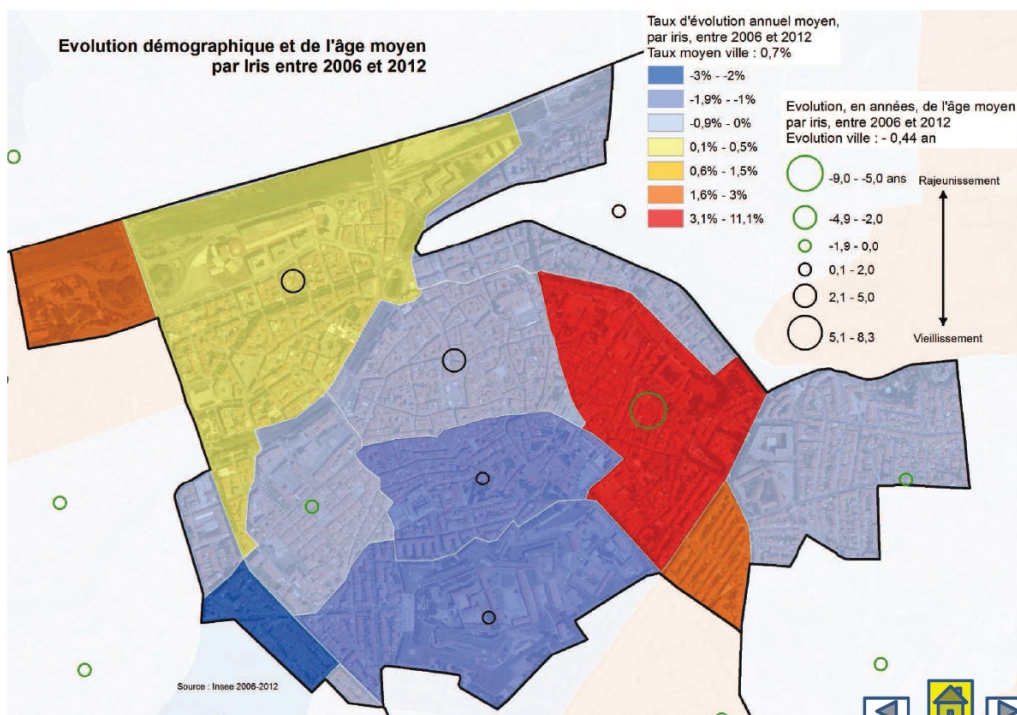 Evolution démographique et de l'âge moyen
par Iris entre 2006 et 2012
Taux d'évolution annuel moyen,
par iris, entre 2006 et 2012
Taux moyen ville : 0,7%
-3% - -2%
-1,9% - -1%
-0,9% - 0%
0,1% - 0,5%
0,6% - 1,5%
1,6% - 3%
3,1% - 11,1%
Evolution, en années, de l'âge moyen
par iris, entre 2006 et 2012
Evolution ville : - 0,44 an
-9,0 - -5,0 ans
Rajeunissement
-4,9 - -2,0
-1,9 - 0,0
0,1 - 2,0
2,1 - 5,0
5,1 - 8,3
Vieillissement
Source : Insee 2006-2012